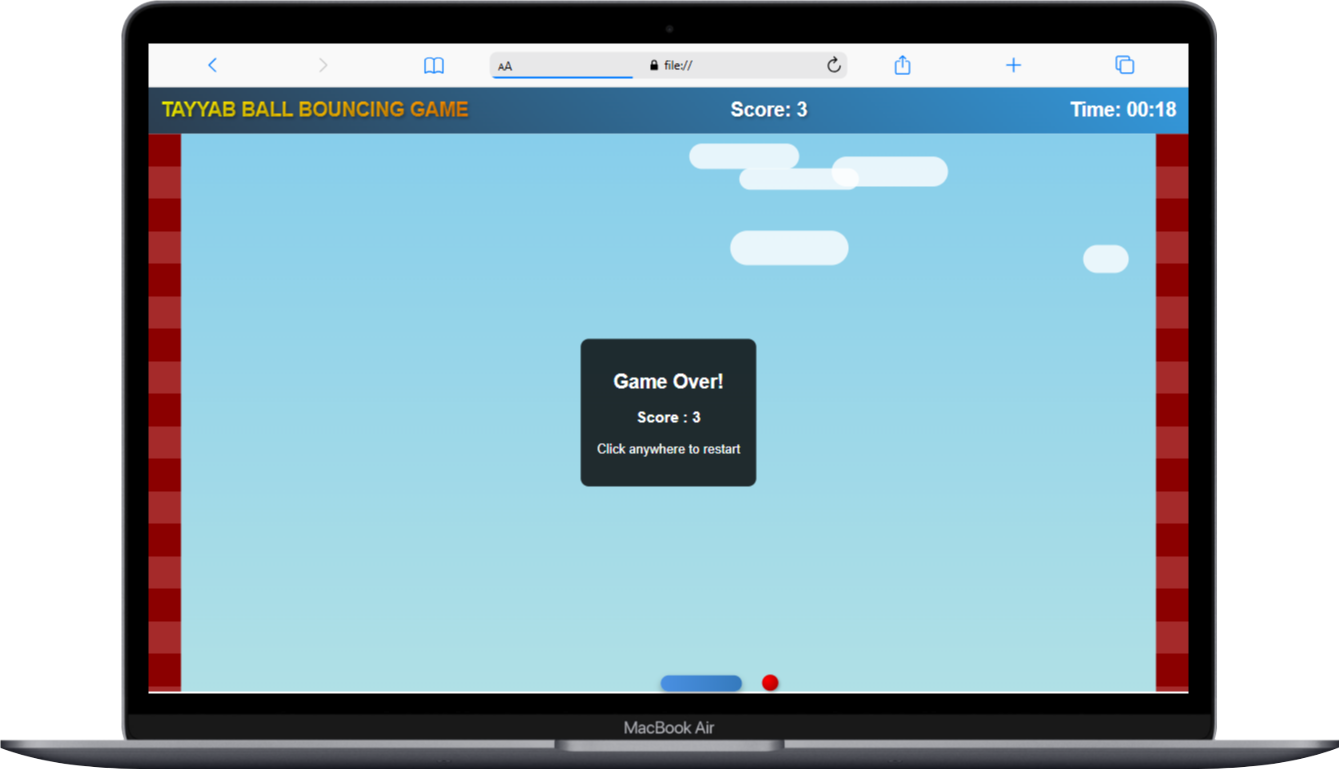 AA
file://
TAYYAB BALL BOUNCING GAME
Score: 3
Time: 00:18
Game Over!
Score : 3
Click anywhere to restart
MacBook Air